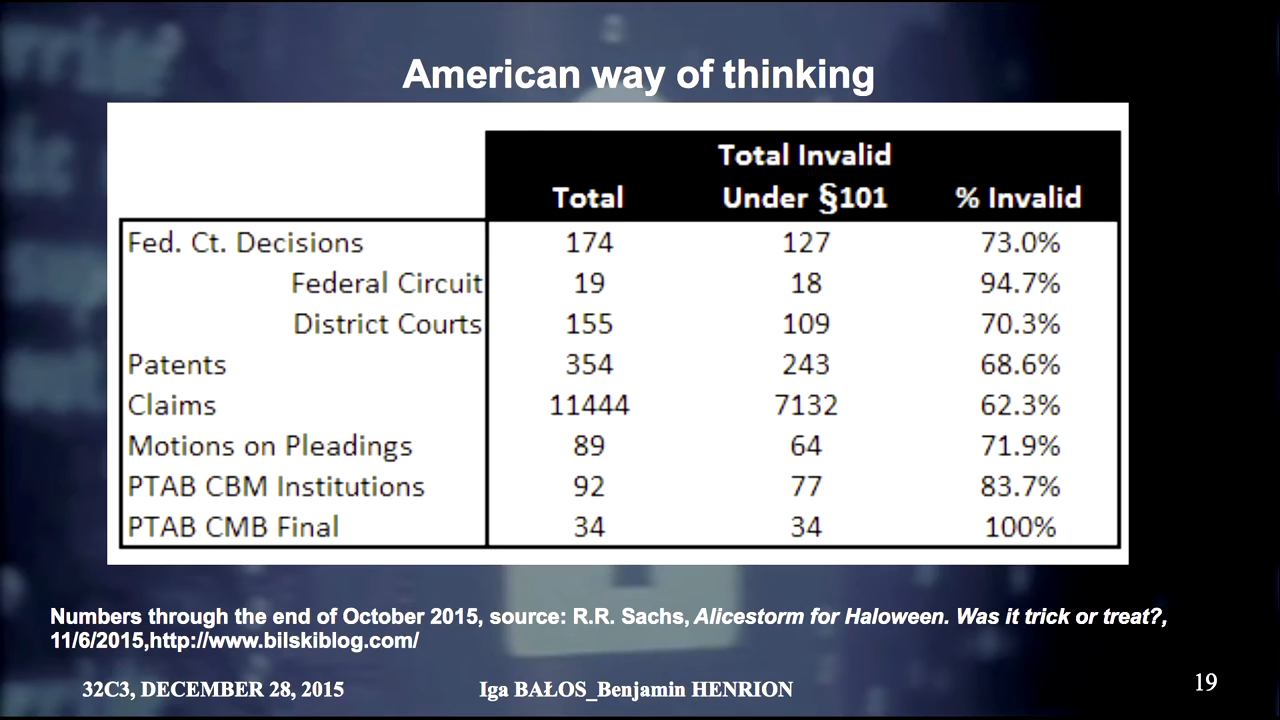 American way of thinking
Total Invalid
Total Under §101 % Invalid
Fed. Ct. Decisions 174 127 73.0%
Federal Circuit 19 18 94.7%
District Courts 155 109 70.3%
Patents 354 243 68.6%
Claims 11444 7132 62.3%
Motions on Pleadings 89 64 71.9%
PTAB CBM Institutions 92 77 83.7%
PTAB CMB Final 34 34 100%
Numbers through the end of October 2015, source: R.R. Sachs, Alicestorm for Haloween. Was it trick or treat?,
11/6/2015,http://www.bilskiblog.com/
32C3, DECEMBER 28, 2015 Iga BAŁOS_Benjamin HENRION 19